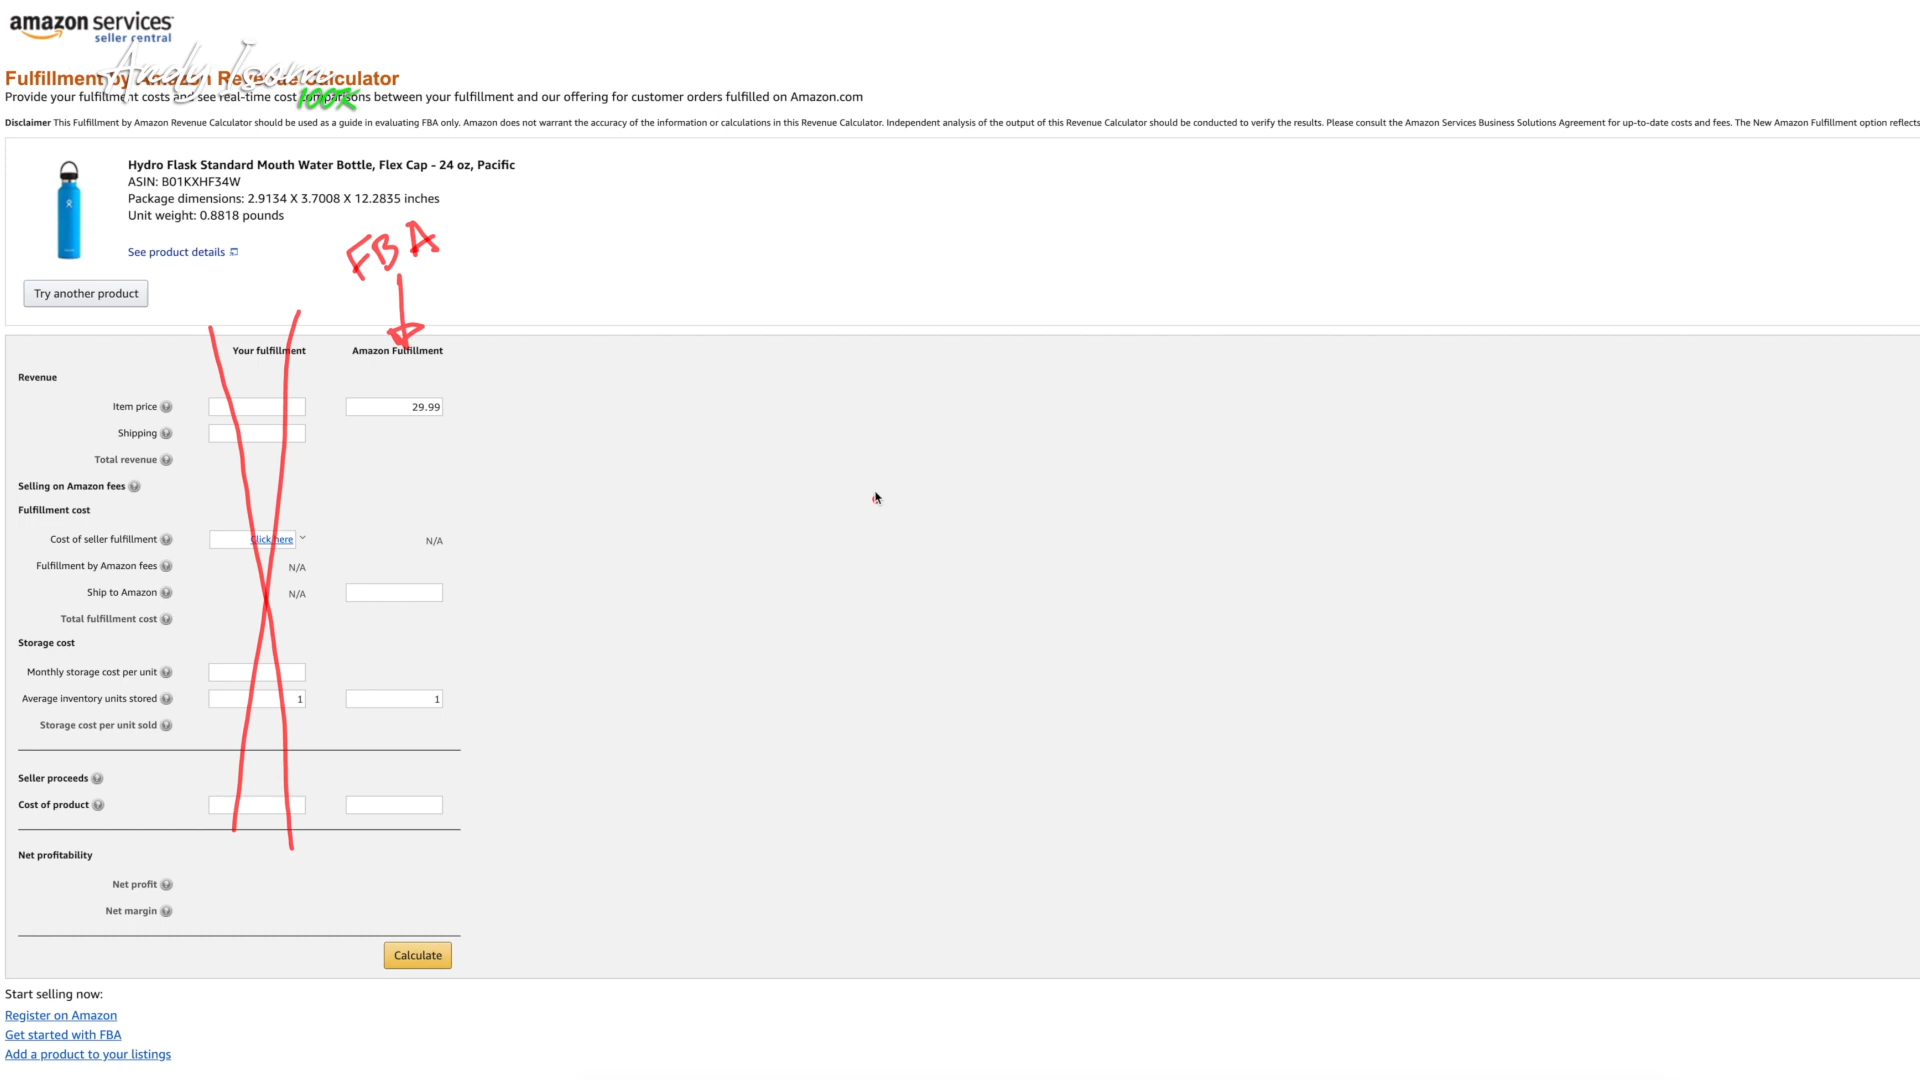 amazon services
seller central
Andy Isom
100K
Fulfillment by Amazon Revenue Calculator
Provide your fulfillment costs and see real-time cost comparisons between your fulfillment and our offering for customer orders fulfilled on Amazon.com
Disclaimer This Fulfillment by Amazon Revenue Calculator should be used as a guide in evaluating FBA only. Amazon does not warrant the accuracy of the information or calculations in this Revenue Calculator. Independent analysis of the output of this Revenue Calculator should be conducted to verify the results. Please consult the Amazon Services Business Solutions Agreement for up-to-date costs and fees. The New Amazon Fulfillment option reflects
Hydro Flask Standard Mouth Water Bottle, Flex Cap - 24 oz, Pacific
ASIN: B01KXHF34W
Package dimensions: 2.9134 X 3.7008 X 12.2835 inches
Unit weight: 0.8818 pounds
See product details
FBA
Try another product
Your fulfillment Amazon Fulfillment
Revenue
Item price 29.99
Shipping
Total revenue
Selling on Amazon fees
Fulfillment cost
Cost of seller fulfillment Click here N/A
Fulfillment by Amazon fees N/A
Ship to Amazon N/A
Total fulfillment cost
Storage cost
Monthly storage cost per unit
Average inventory units stored 1 1
Storage cost per unit sold
Seller proceeds
Cost of product
Net profitability
Net profit
Net margin
Calculate
Start selling now:
Register on Amazon
Get started with FBA
Add a product to your listings